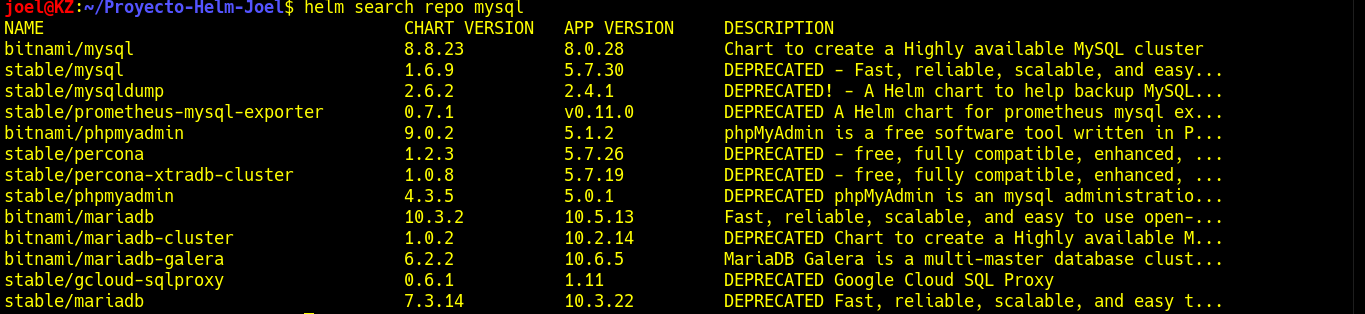 joel@KZ:~/Proyecto-Helm-Joel$ helm search repo mysql
NAME CHART VERSION APP VERSION DESCRIPTION
bitnami/mysql 8.8.23 8.0.28 Chart to create a Highly available MySQL cluster
stable/mysql 1.6.9 5.7.30 DEPRECATED - Fast, reliable, scalable, and easy...
stable/mysqldump 2.6.2 2.4.1 DEPRECATED! - A Helm chart to help backup MySQL...
stable/prometheus-mysql-exporter 0.7.1 v0.11.0 DEPRECATED A Helm chart for prometheus mysql ex...
bitnami/phpmyadmin 9.0.2 5.1.2 phpMyAdmin is a free software tool written in P...
stable/percona 1.2.3 5.7.26 DEPRECATED - free, fully compatible, enhanced, ...
stable/percona-xtradb-cluster 1.0.8 5.7.19 DEPRECATED - free, fully compatible, enhanced, ...
stable/phpmyadmin 4.3.5 5.0.1 DEPRECATED phpMyAdmin is an mysql administratio...
bitnami/mariadb 10.3.2 10.5.13 Fast, reliable, scalable, and easy to use open-...
bitnami/mariadb-cluster 1.0.2 10.2.14 DEPRECATED Chart to create a Highly available M...
bitnami/mariadb-galera 6.2.2 10.6.5 MariaDB Galera is a multi-master database clust...
stable/gcloud-sqlproxy 0.6.1 1.11 DEPRECATED Google Cloud SQL Proxy
stable/mariadb 7.3.14 10.3.22 DEPRECATED Fast, reliable, scalable, and easy t...